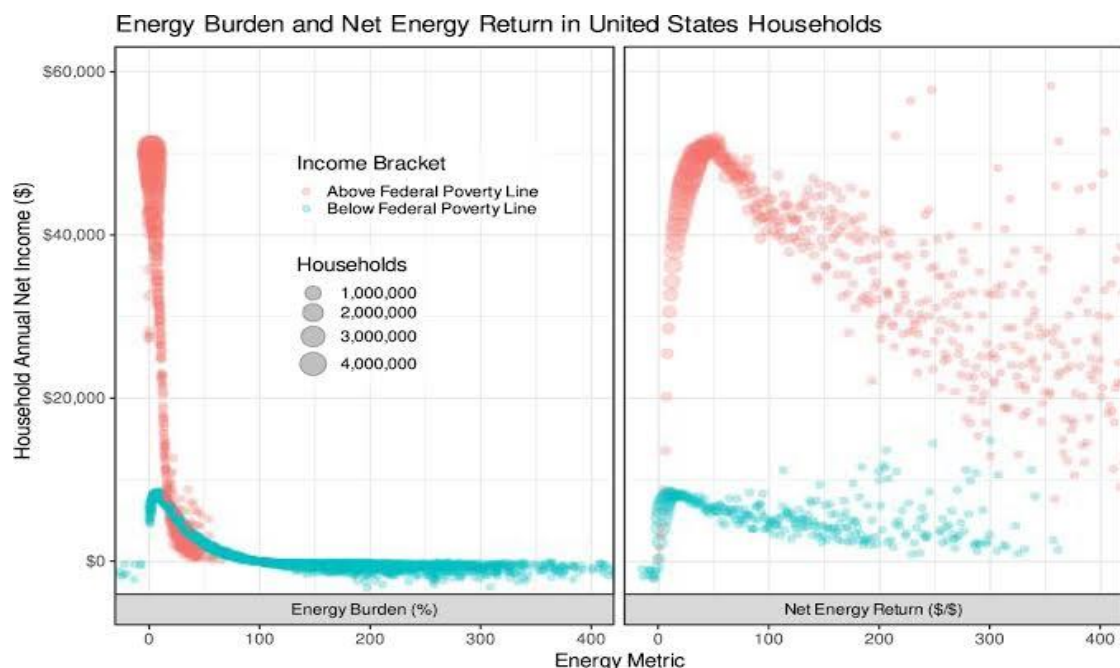 Energy Burden and Net Energy Return in United States Households
Household Annual Net Income ($)
$60,000
$40,000
$20,000
$0
Income Bracket
Above Federal Poverty Line
Below Federal Poverty Line
Households
1,000,000
2,000,000
3,000,000
4,000,000
Energy Burden (%)
Net Energy Return ($/$)
0 100 200 300 400
0 100 200 300 400
Energy Metric